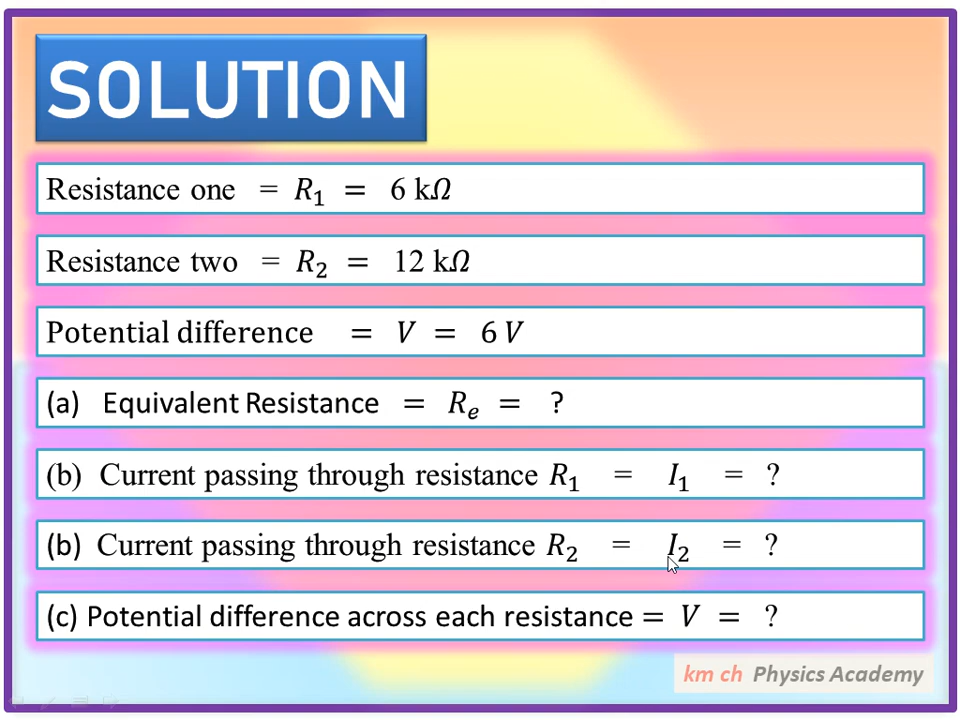 SOLUTION
Resistance one = R₁ = 6 kΩ
Resistance two = R₂ = 12 kΩ
Potential difference = V = 6 V
(a) Equivalent Resistance = Rₑ = ?
(b) Current passing through resistance R₁ = I₁ = ?
(b) Current passing through resistance R₂ = I₂ = ?
(c) Potential difference across each resistance = V = ?
km ch Physics Academy